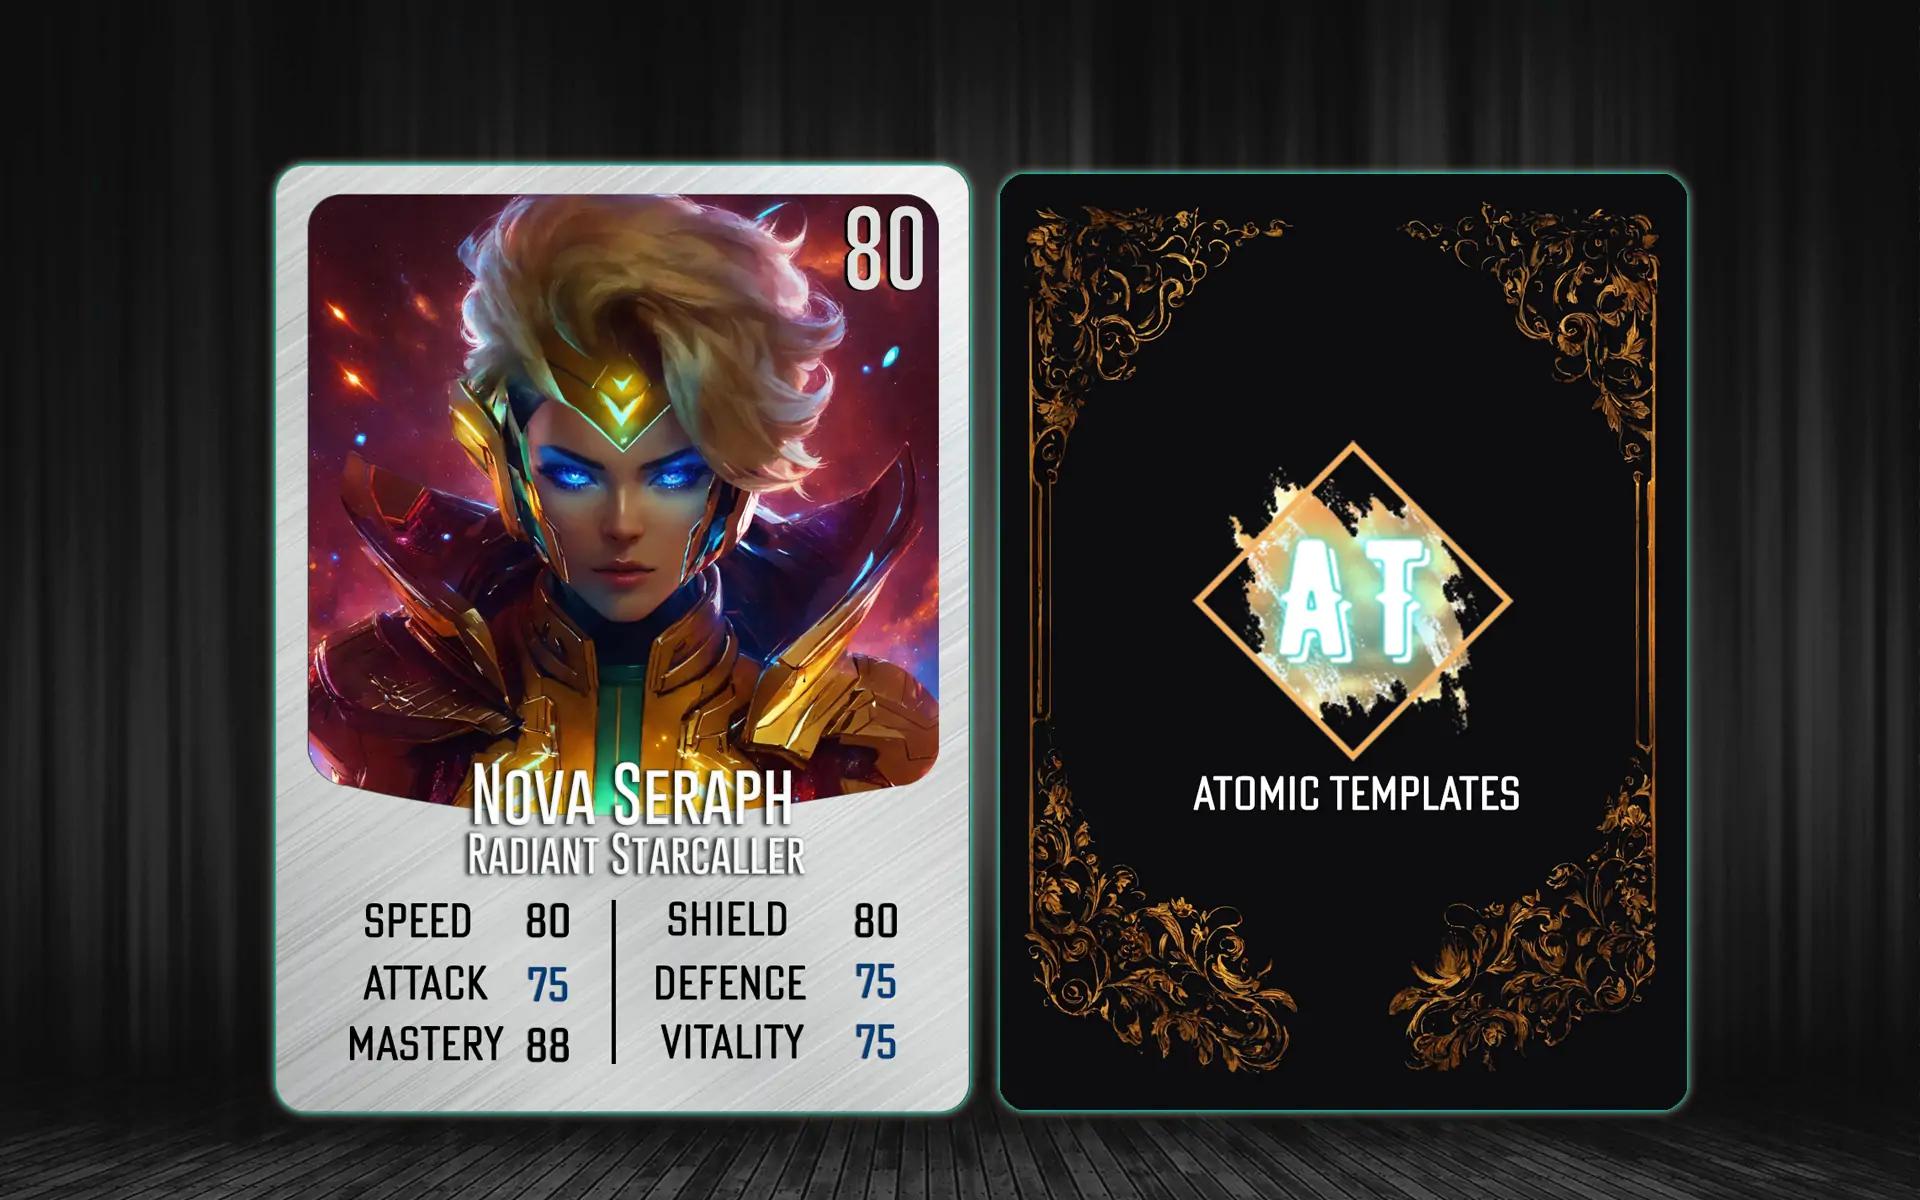 80
Nova Seraph
Radiant Starcaller
SPEED 80 SHIELD 80
ATTACK 75 DEFENCE 75
MASTERY 88 VITALITY 75
AT
ATOMIC TEMPLATES